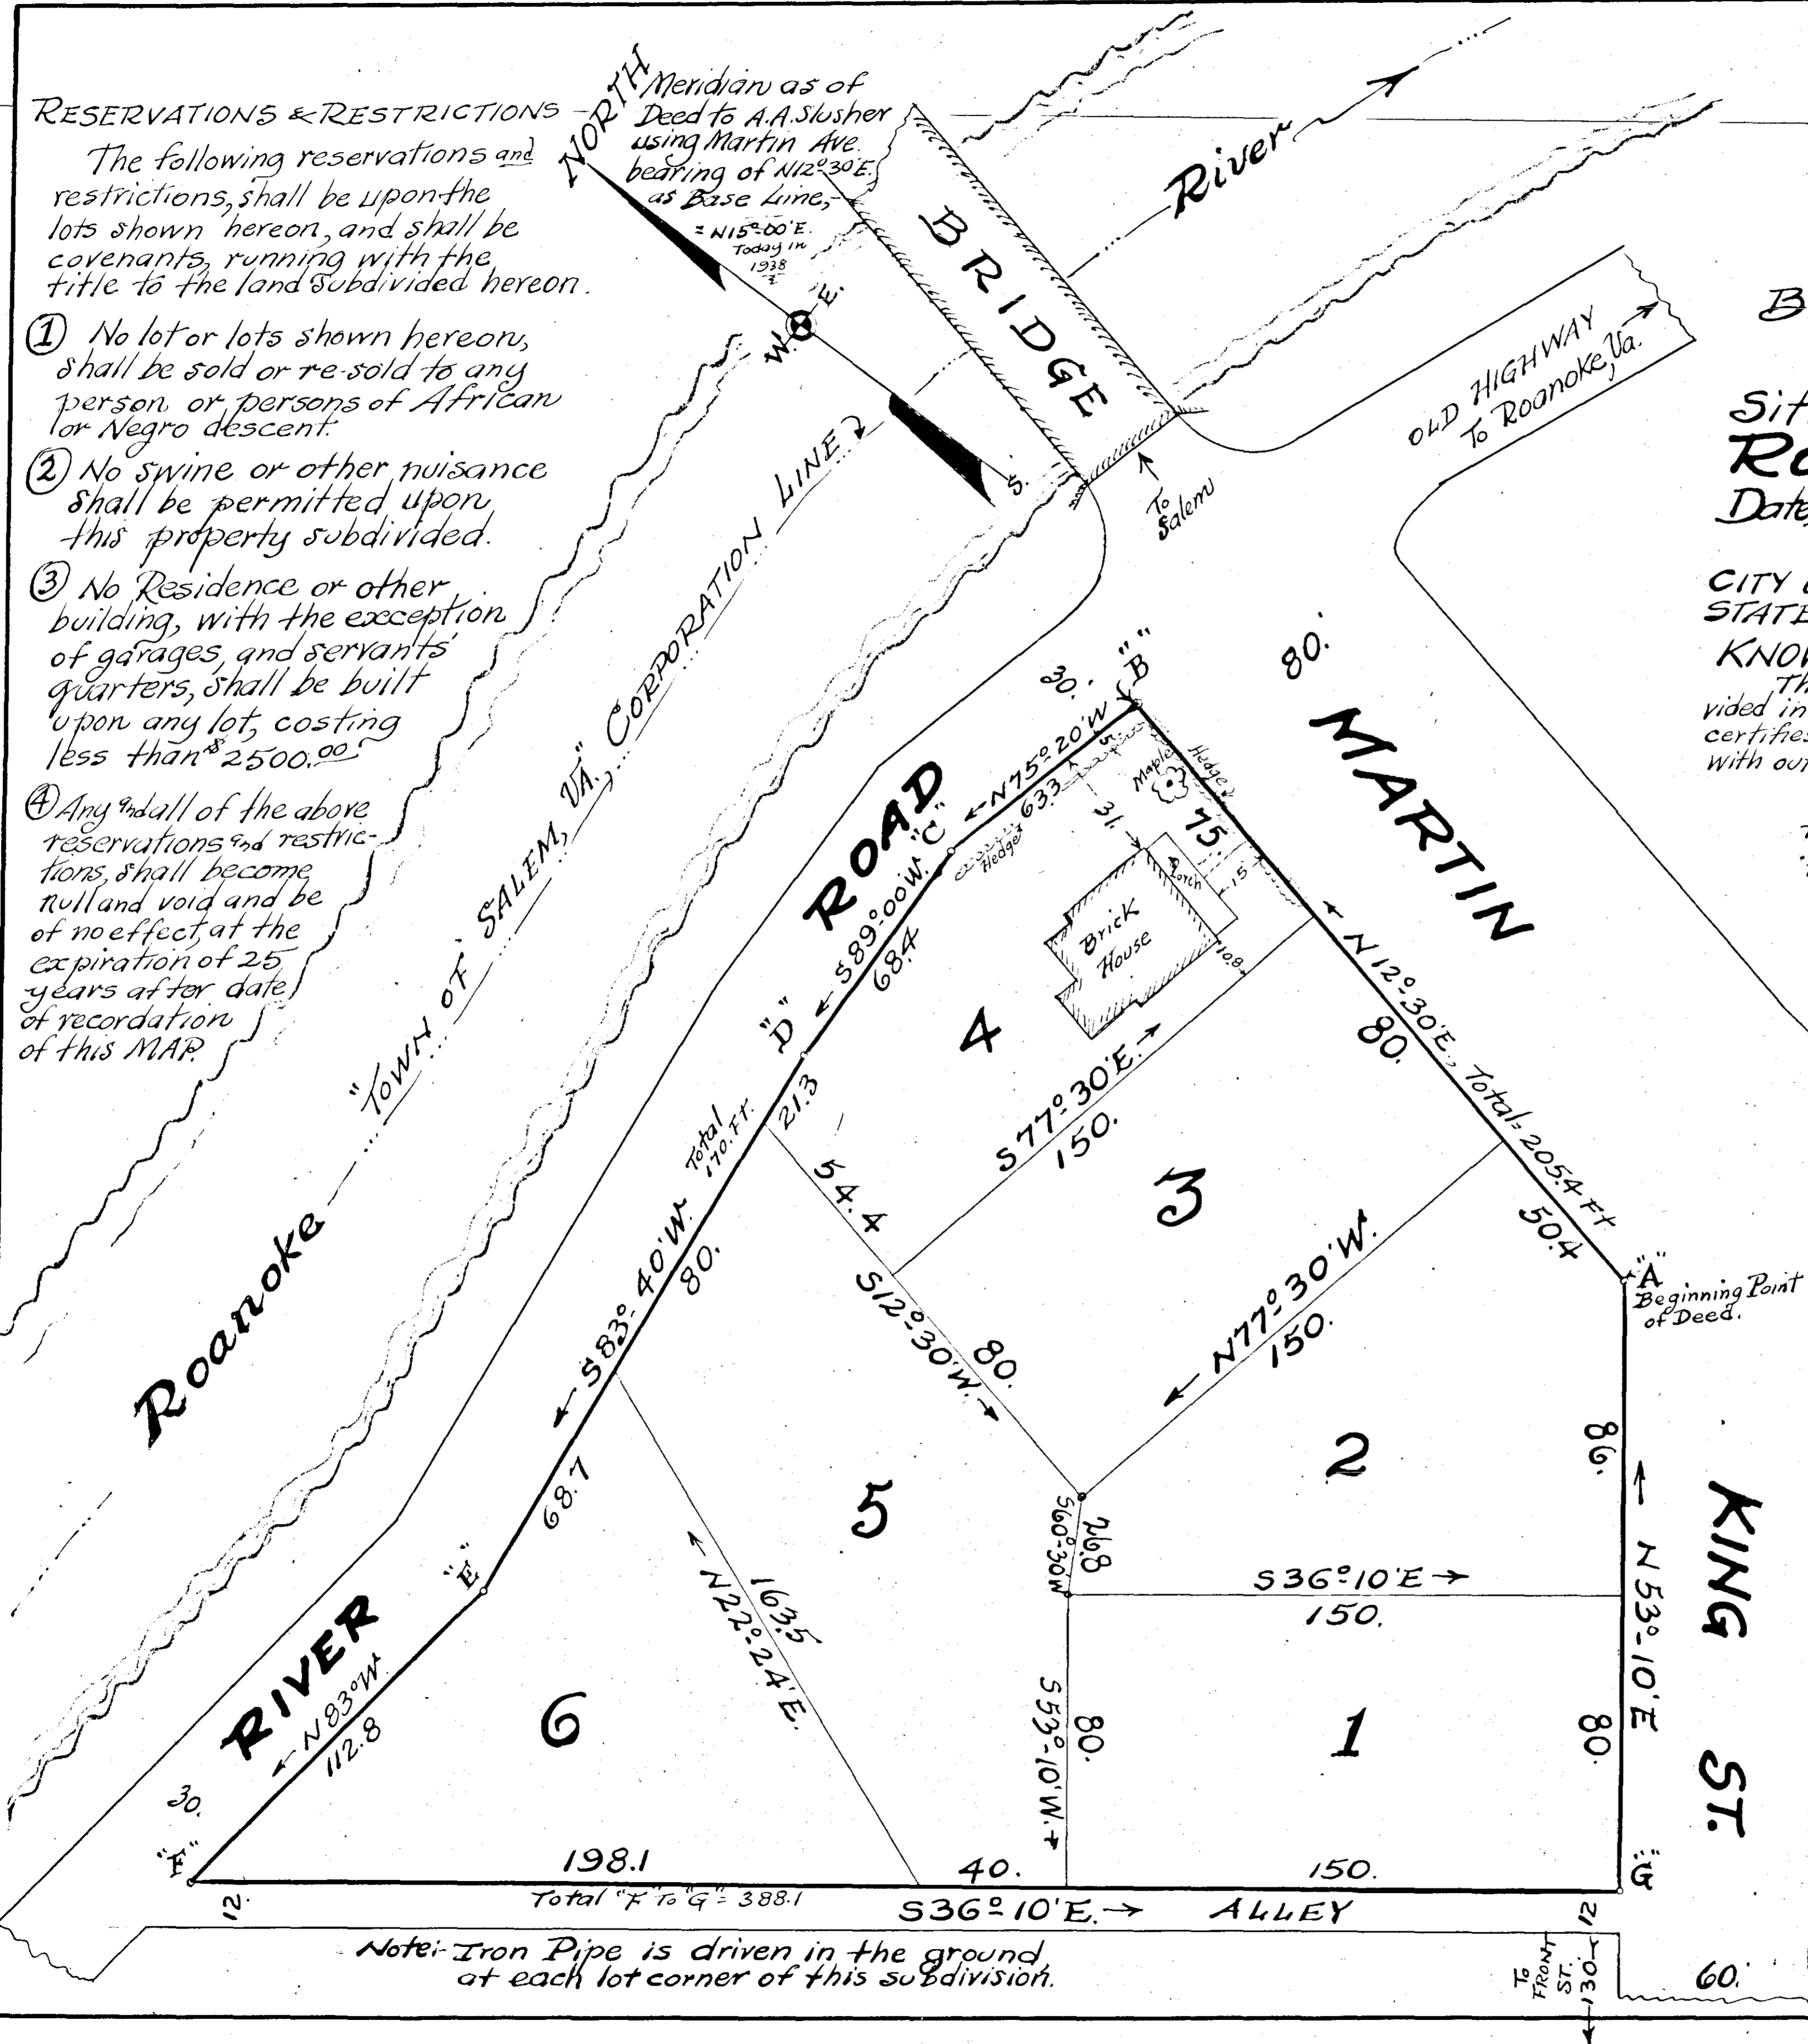 RESERVATIONS & RESTRICTIONS
The following reservations and
restrictions, shall be upon the
lots shown hereon, and shall be
covenants, running with the
title to the land Subdivided hereon.
① No lot or lots shown hereon,
shall be sold or re-sold to any
person or persons of African
or Negro descent.
② No swine or other nuisance
shall be permitted upon
this property subdivided.
③ No Residence or other
building, with the exception
of garages, and servants'
quarters, shall be built
upon any lot, costing
less than $2500.00
④ Any and all of the above
reservations and restric-
tions, shall become
null and void and be
of no effect, at the
expiration of 25
years after date
of recordation
of this MAP.
NORTH
Meridian as of
Deed to A.A. Slusher
using Martin Ave.
bearing of N12°-30'E.
as Base Line,-
= N15°-00'E.
Today in
1938
W.
E.
S.
BRIDGE
River
OLD HIGHWAY
To Roanoke, Va.
To
Salem
B
Sit
Ro
Date
CITY
STATE
KNOW
Th
vided in
certifies
with ou
"TOWN OF SALEM, VA." CORPORATION LINE
Roanoke
30.
"B"
80.
MARTIN
ROAD
N75°20'W
63.3
5.
Maple
Hedge
Hedge
31.
75.
Porch
15
Brick
House
10.8
"C"
S89°00'W.
68.4
"D"
4
21.3
Total
170. FT.
S77°30'E.
150.
N12°-30'E., Total=205.4 Ft
80.
50.4
"A"
Beginning Point
of Deed.
54.4
3
S83°-40'W.
80.
S12°-30'W.
80.
N77°30'W.
150.
2
86.
5
68.7
"E"
S60°-30'W
26.8
S36°10'E
150.
N53°-10'E
KING ST.
163.5
N22°-24'E.
RIVER
N83°W.
112.8
6
S53°-10'W.
80.
1
80.
30.
"F"
198.1
40.
150.
"G"
12.
Total "F" To "G" = 388.1
S36°10'E.
ALLEY
12
Note:- Iron Pipe is driven in the ground
at each lot corner of this subdivision.
To
FRONT
ST.
130.
60.